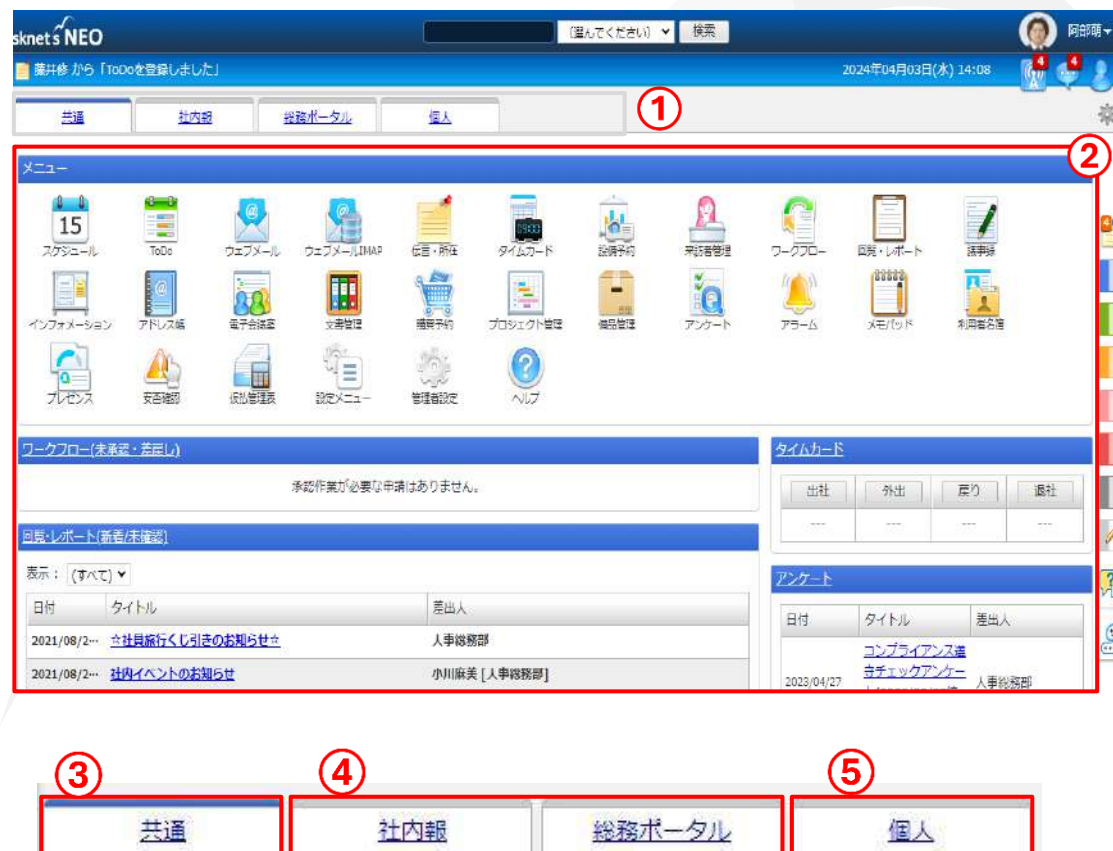 sknet's NEO
(選んでください)
検索
阿部萌
藤井修 から「ToDoを登録しました」
2024年04月03日(水) 14:08
4
4
共通
社内報
総務ポータル
個人
①
②
メニュー
15
スケジュール
ToDo
ウェブメール
ウェブメールIMAP
伝言・所在
タイムカード
設備予約
来訪者管理
ワークフロー
回覧・レポート
議事録
インフォメーション
アドレス帳
電子会議室
文書管理
購買予約
プロジェクト管理
備品管理
アンケート
アラーム
メモパッド
利用者名簿
プレゼンス
安否確認
仮払管理表
設定メニュー
管理者設定
ヘルプ
ワークフロー(未承認・差戻し)
承認作業が必要な申請はありません。
タイムカード
出社 外出 戻り 退社
--- --- --- ---
回覧・レポート(新着/未確認)
表示： (すべて)
日付 タイトル 差出人
2021/08/2… ☆社員旅行くじ引きのお知らせ☆ 人事総務部
2021/08/2… 社内イベントのお知らせ 小川麻美 [人事総務部]
アンケート
日付 タイトル 差出人
コンプライアンス遵
守チェックアンケー
2023/04/27 人事総務部
③
④
⑤
共通
社内報
総務ポータル
個人